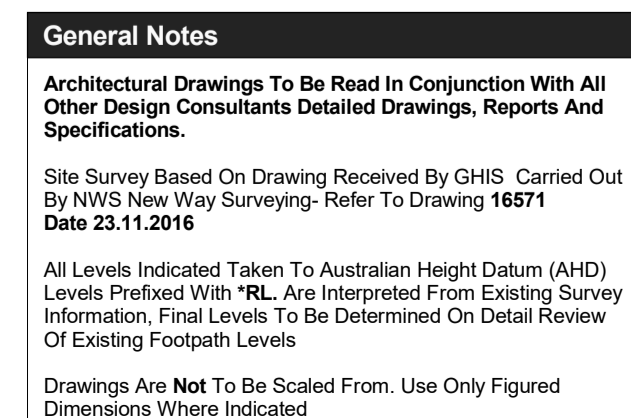 General Notes
Architectural Drawings To Be Read In Conjunction With All
Other Design Consultants Detailed Drawings, Reports And
Specifications.
Site Survey Based On Drawing Received By GHIS  Carried Out
By NWS New Way Surveying- Refer To Drawing 16571
Date 23.11.2016
All Levels Indicated Taken To Australian Height Datum (AHD)
Levels Prefixed With *RL. Are Interpreted From Existing Survey
Information, Final Levels To Be Determined On Detail Review
Of Existing Footpath Levels
Drawings Are Not To Be Scaled From. Use Only Figured
Dimensions Where Indicated